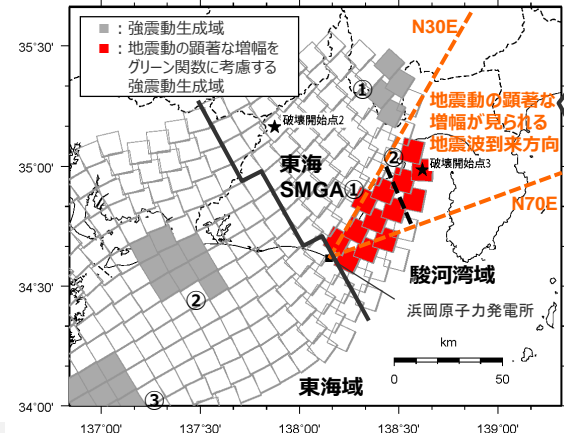 ■：強震動生成域
■：地震動の顕著な増幅を
グリーン関数に考慮する
強震動生成域
N30E
地震動の顕著な
増幅が見られる
地震波到来方向
N70E
①
破壊開始点2
②
破壊開始点3
東海
SMGA①
駿河湾域
浜岡原子力発電所
②
③
東海域
km
0 50
35°30'
35°00'
34°30'
34°00'
137°00' 137°30' 138°00' 138°30' 139°00'